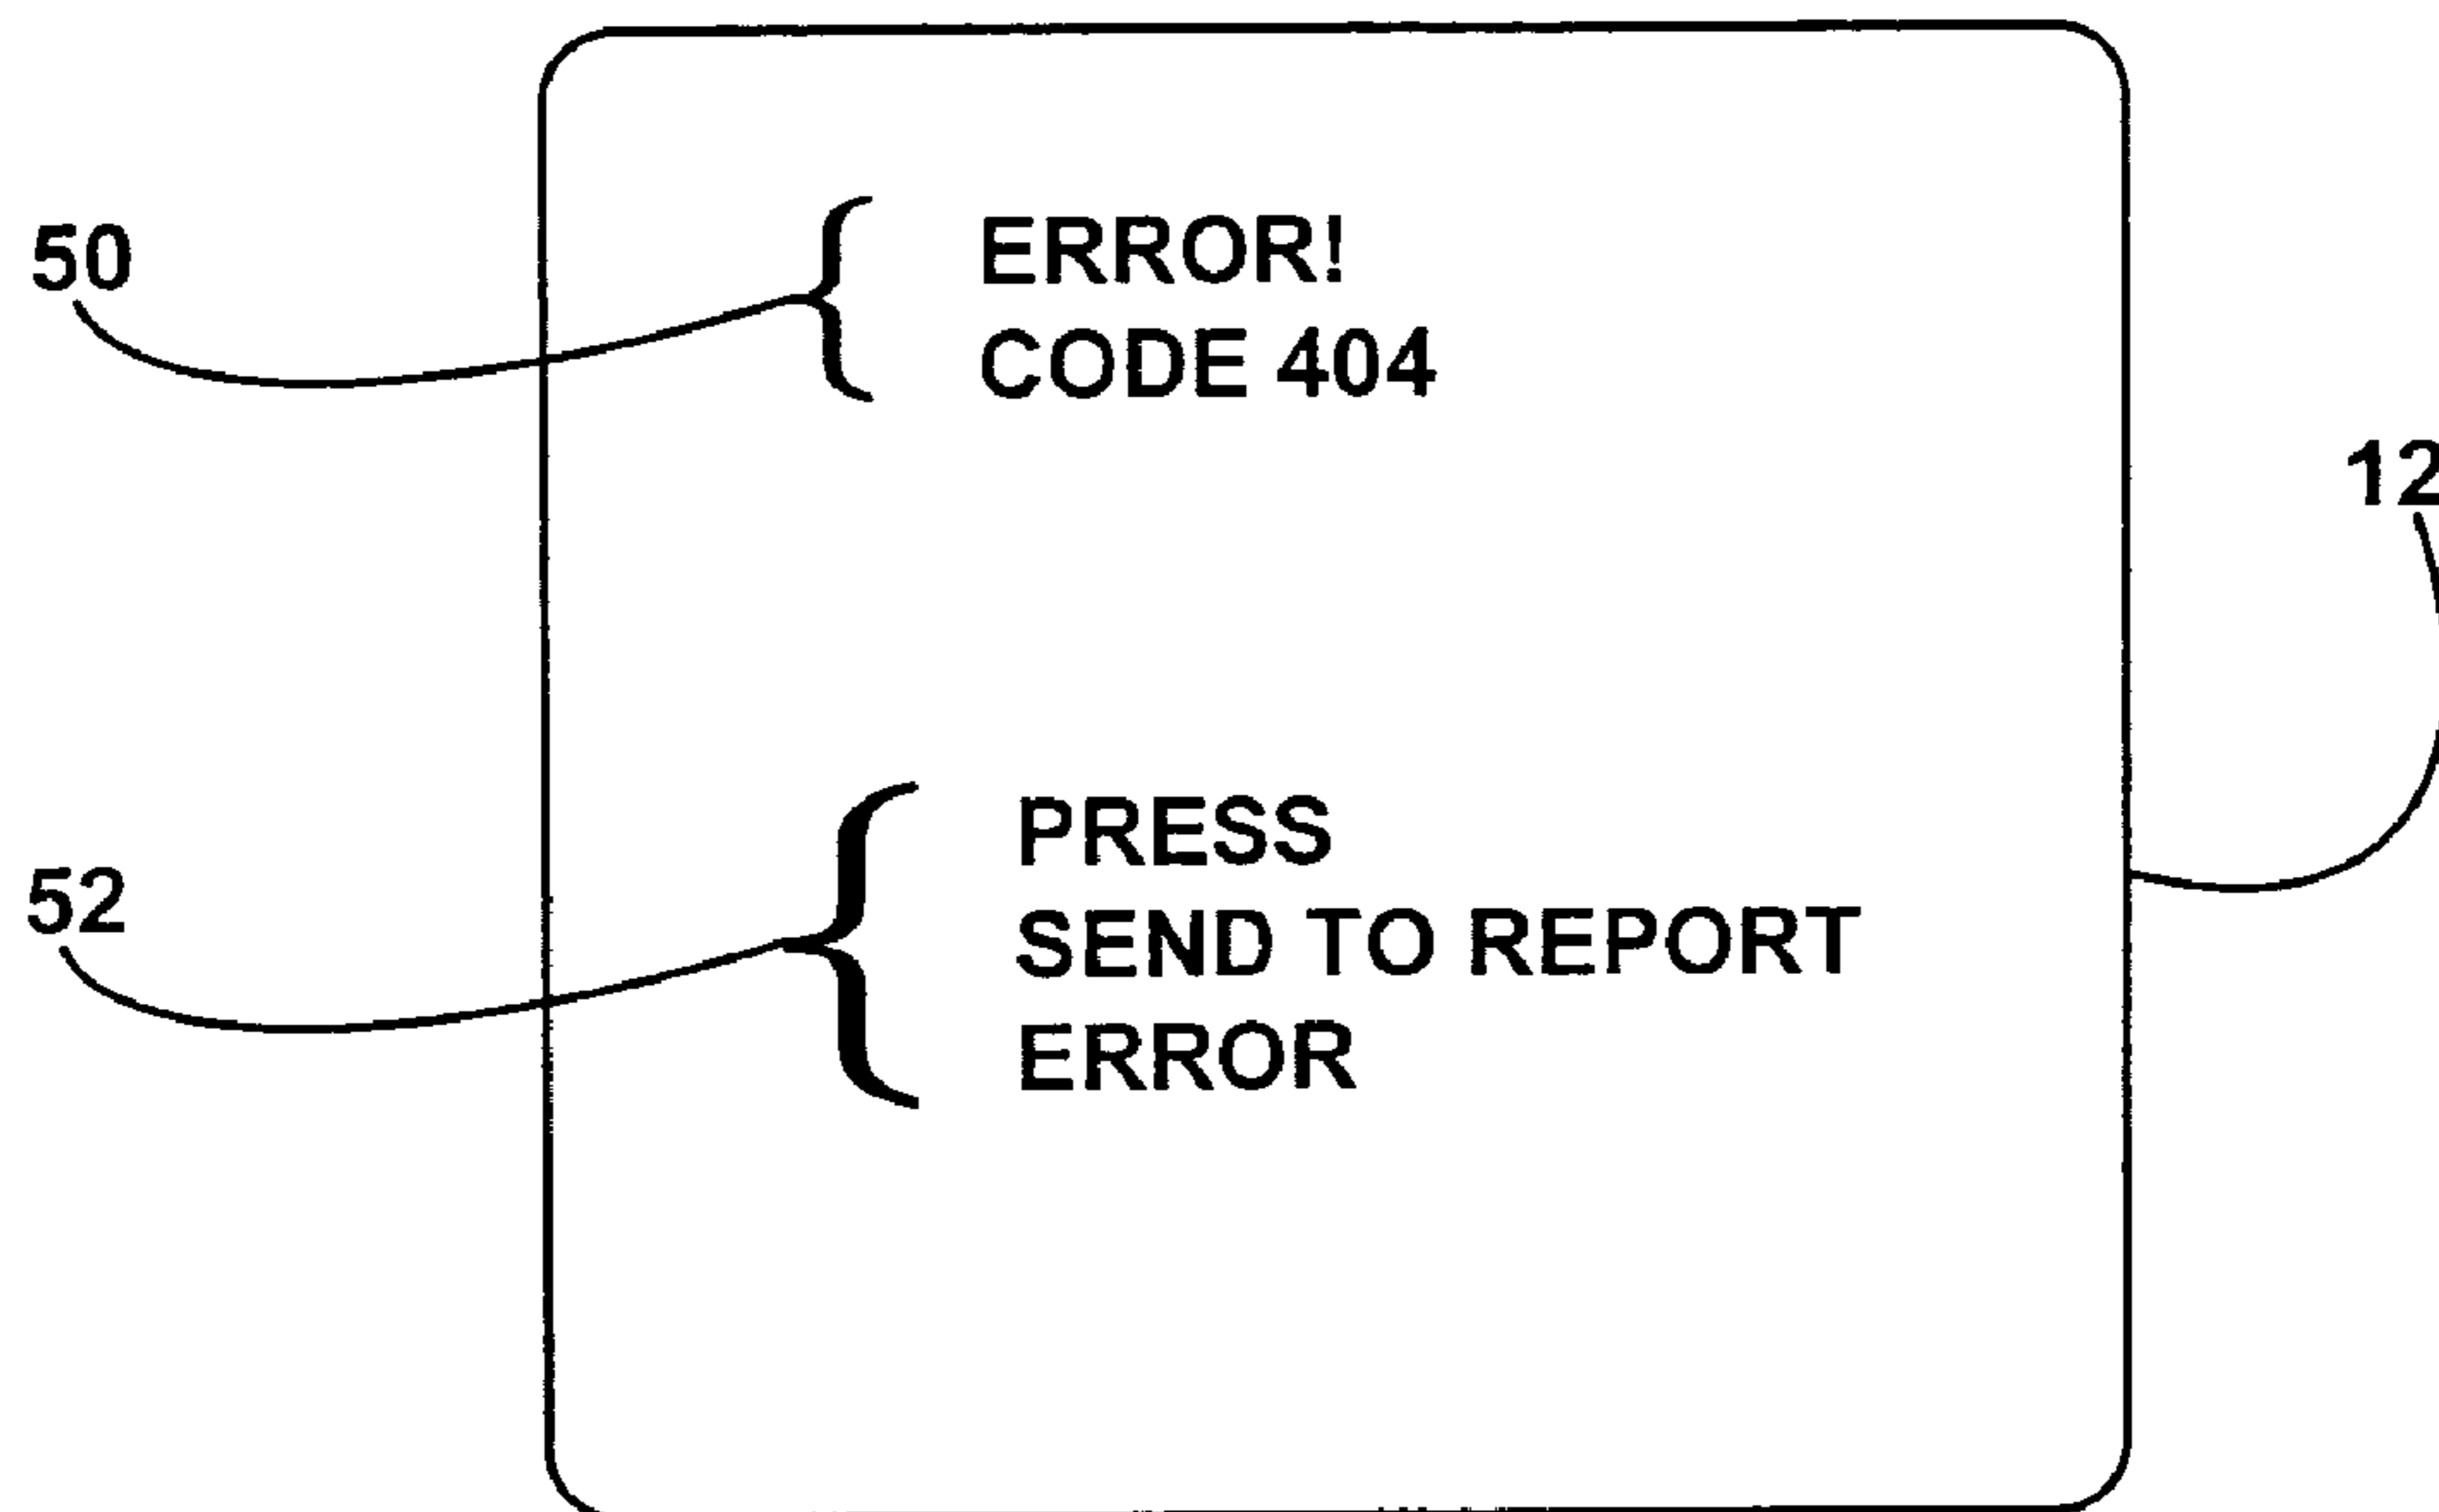 50
ERROR!
CODE 404
12
52
PRESS
SEND TO REPORT
ERROR